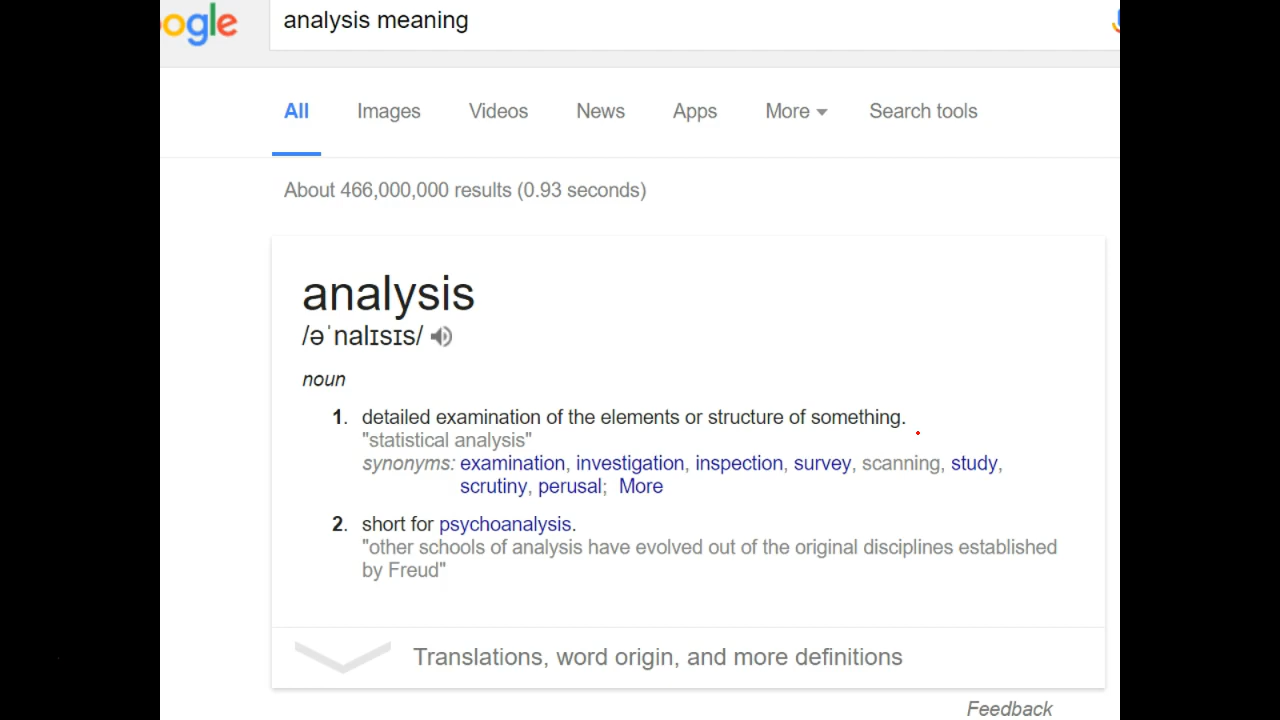 ogle analysis meaning
All Images Videos News Apps More Search tools
About 466,000,000 results (0.93 seconds)
analysis
/əˈnalɪsɪs/
noun
1. detailed examination of the elements or structure of something.
"statistical analysis"
synonyms: examination, investigation, inspection, survey, scanning, study,
scrutiny, perusal; More
2. short for psychoanalysis.
"other schools of analysis have evolved out of the original disciplines established
by Freud"
Translations, word origin, and more definitions
Feedback